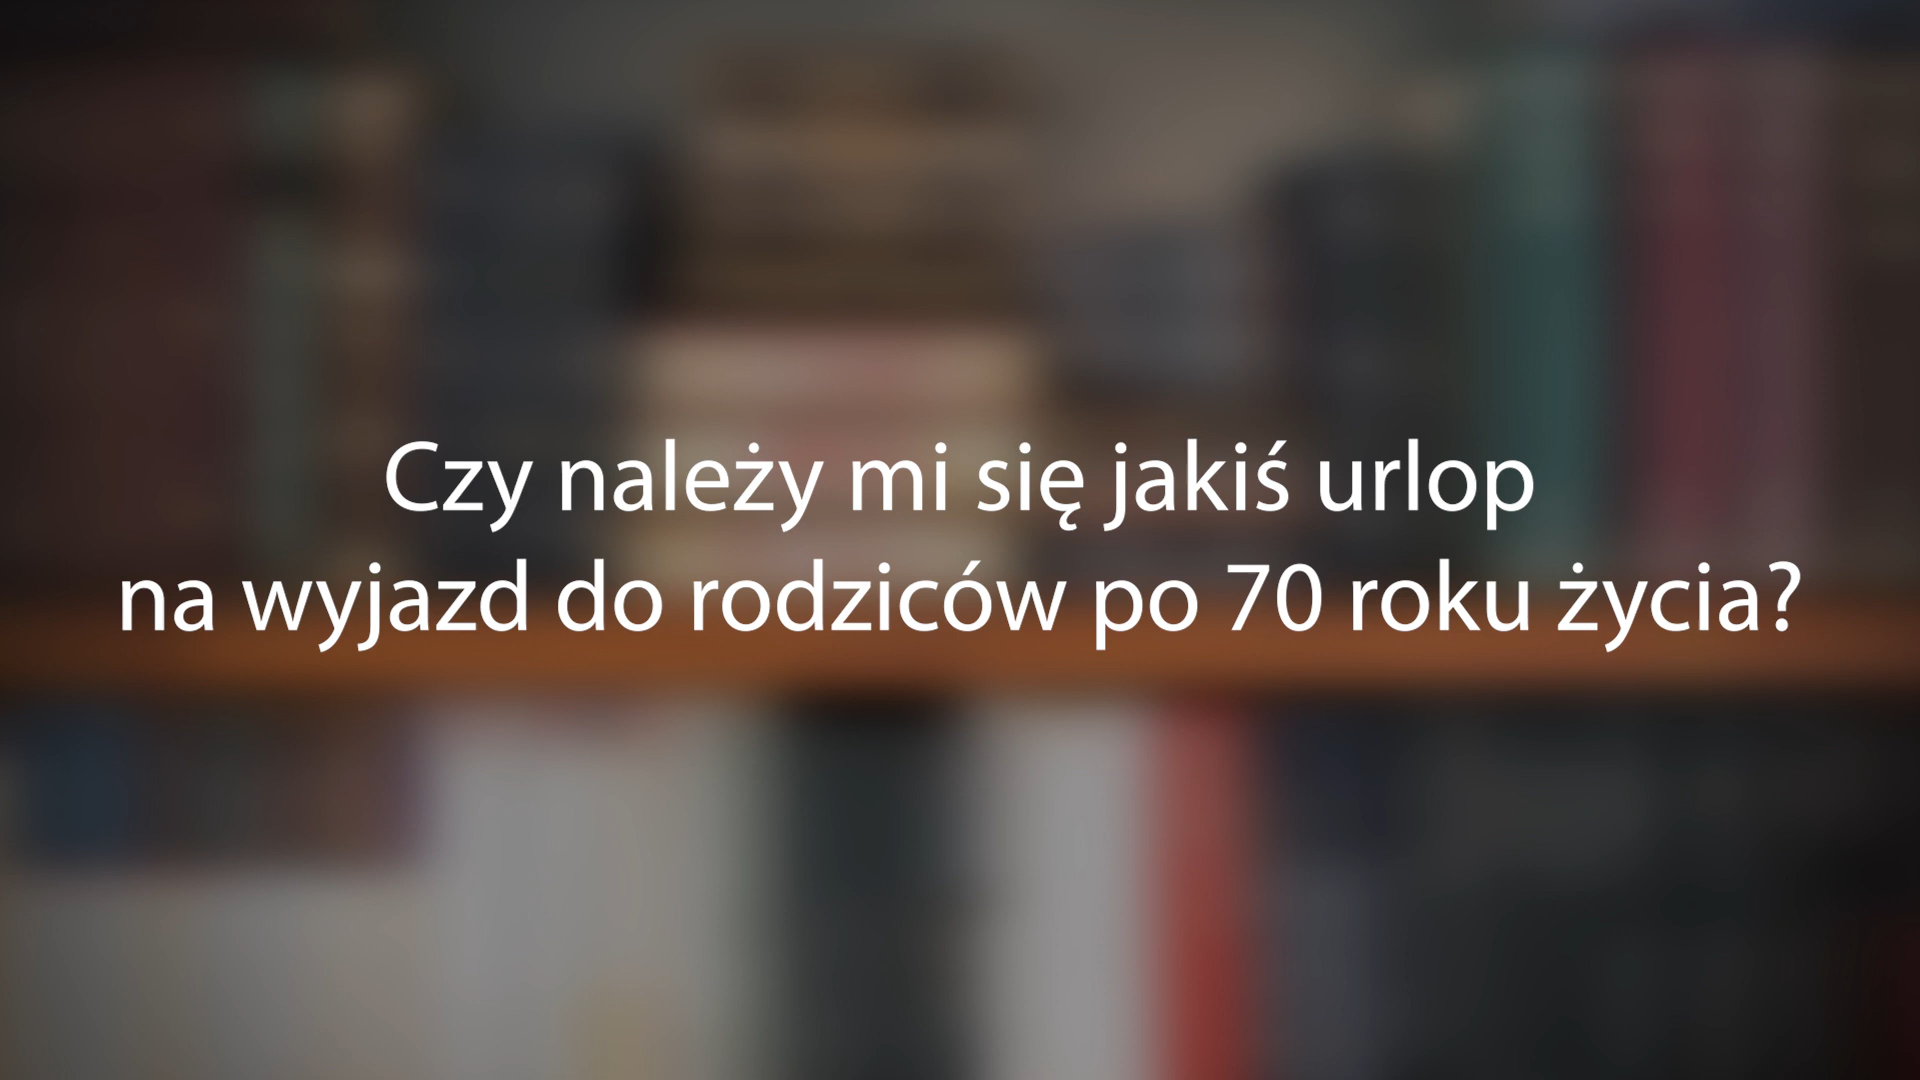 Czy należy mi się jakiś urlop
na wyjazd do rodziców po 70 roku życia?